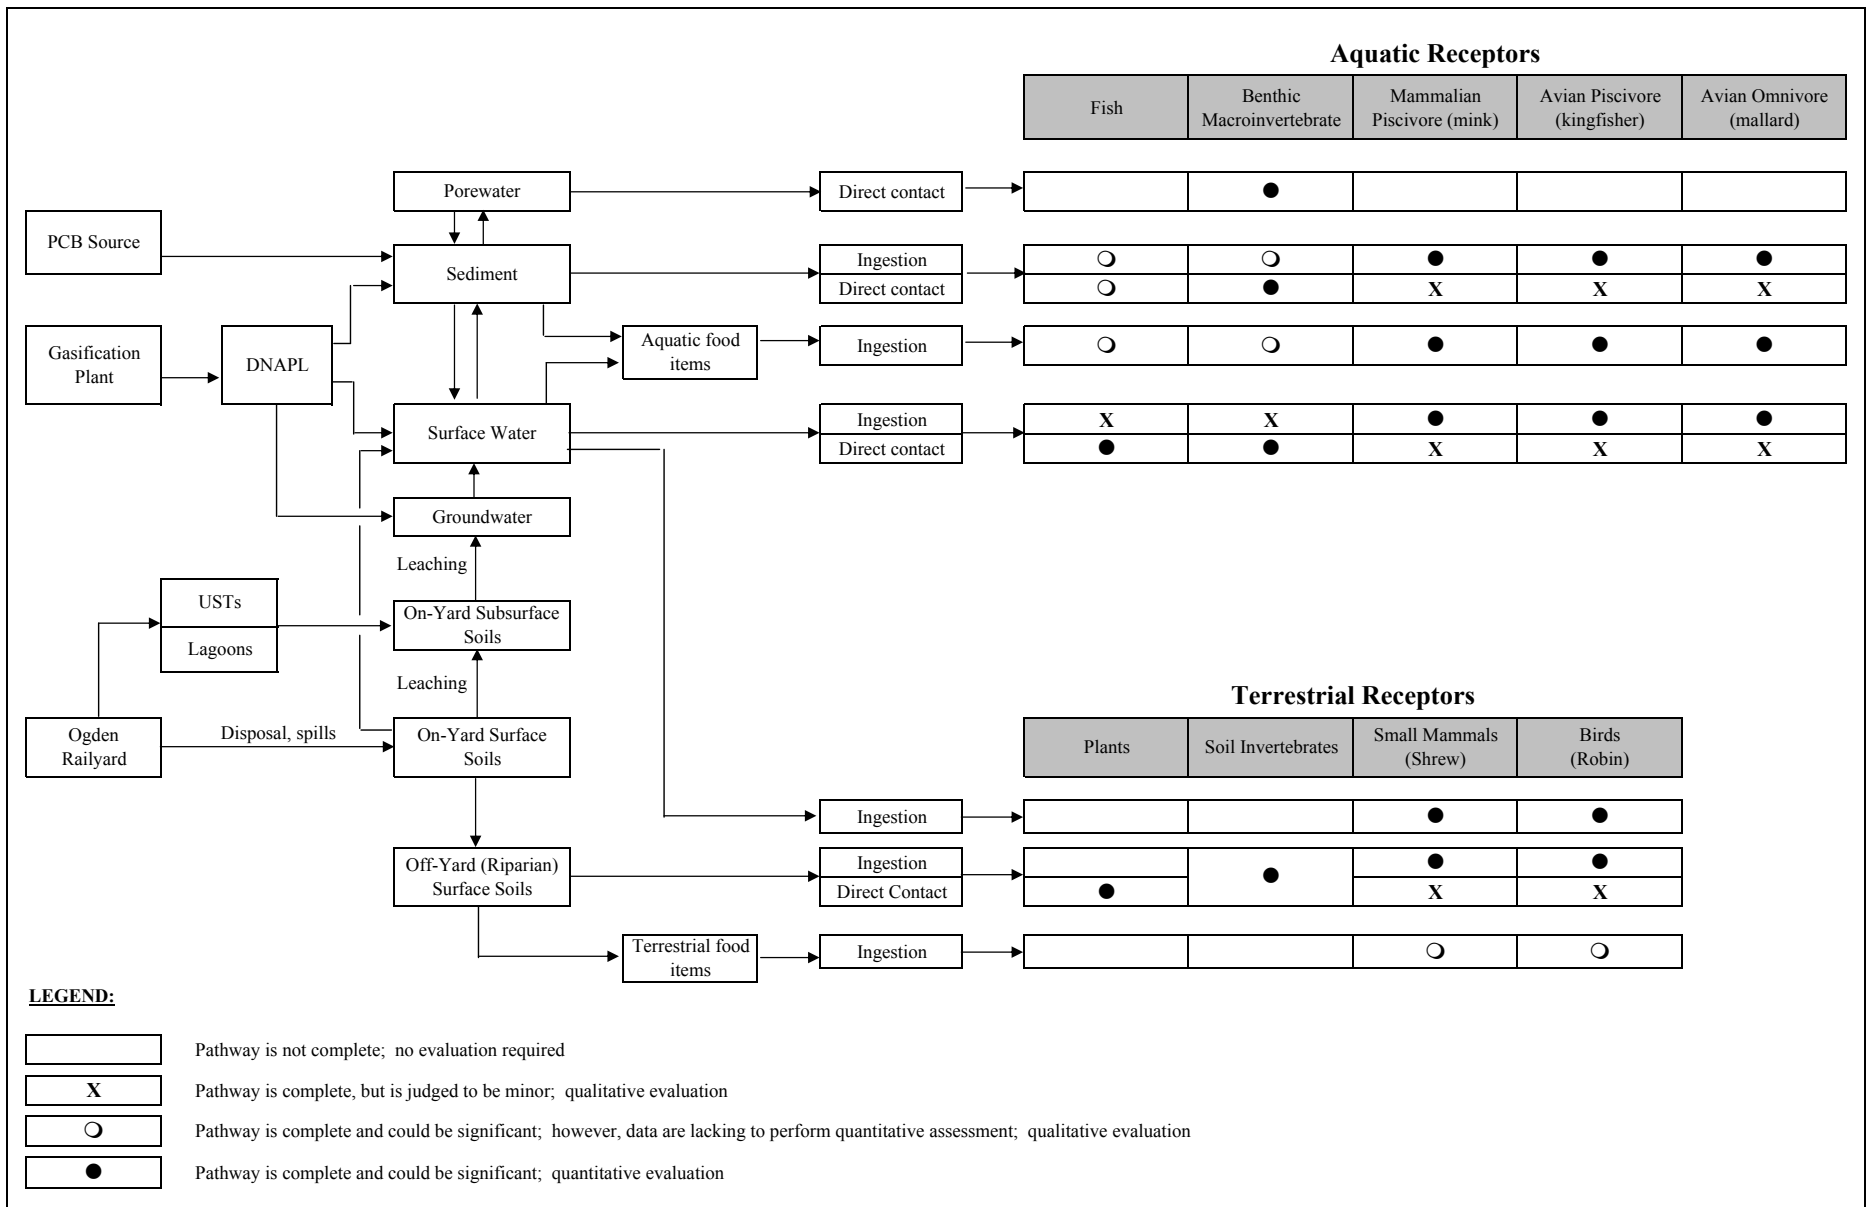 Aquatic Receptors
Fish
Benthic
Macroinvertebrate
Mammalian
Piscivore (mink)
Avian Piscivore
(kingfisher)
Avian Omnivore
(mallard)
Porewater
Direct contact
PCB Source
Sediment
Ingestion
Direct contact
X
X
X
Gasification
Plant
DNAPL
Aquatic food
items
Ingestion
Surface Water
Ingestion
X
X
Direct contact
X
X
X
Groundwater
Leaching
USTs
Lagoons
On-Yard Subsurface
Soils
Leaching
Terrestrial Receptors
Ogden
Railyard
Disposal, spills
On-Yard Surface
Soils
Plants
Soil Invertebrates
Small Mammals
(Shrew)
Birds
(Robin)
Ingestion
Off-Yard (Riparian)
Surface Soils
Ingestion
Direct Contact
X
X
Terrestrial food
items
Ingestion
LEGEND:
Pathway is not complete; no evaluation required
X
Pathway is complete, but is judged to be minor; qualitative evaluation
Pathway is complete and could be significant; however, data are lacking to perform quantitative assessment; qualitative evaluation
Pathway is complete and could be significant; quantitative evaluation